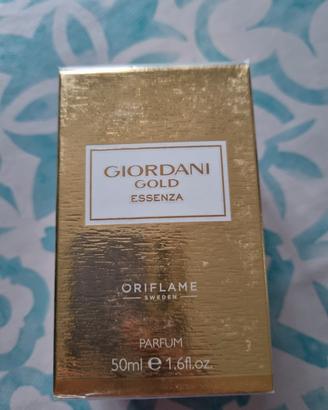 GIORDANI
GOLD
ESSENZA
ORIFLAME
SWEDEN
PARFUM
50ml ℮ 1.6fl.oz.